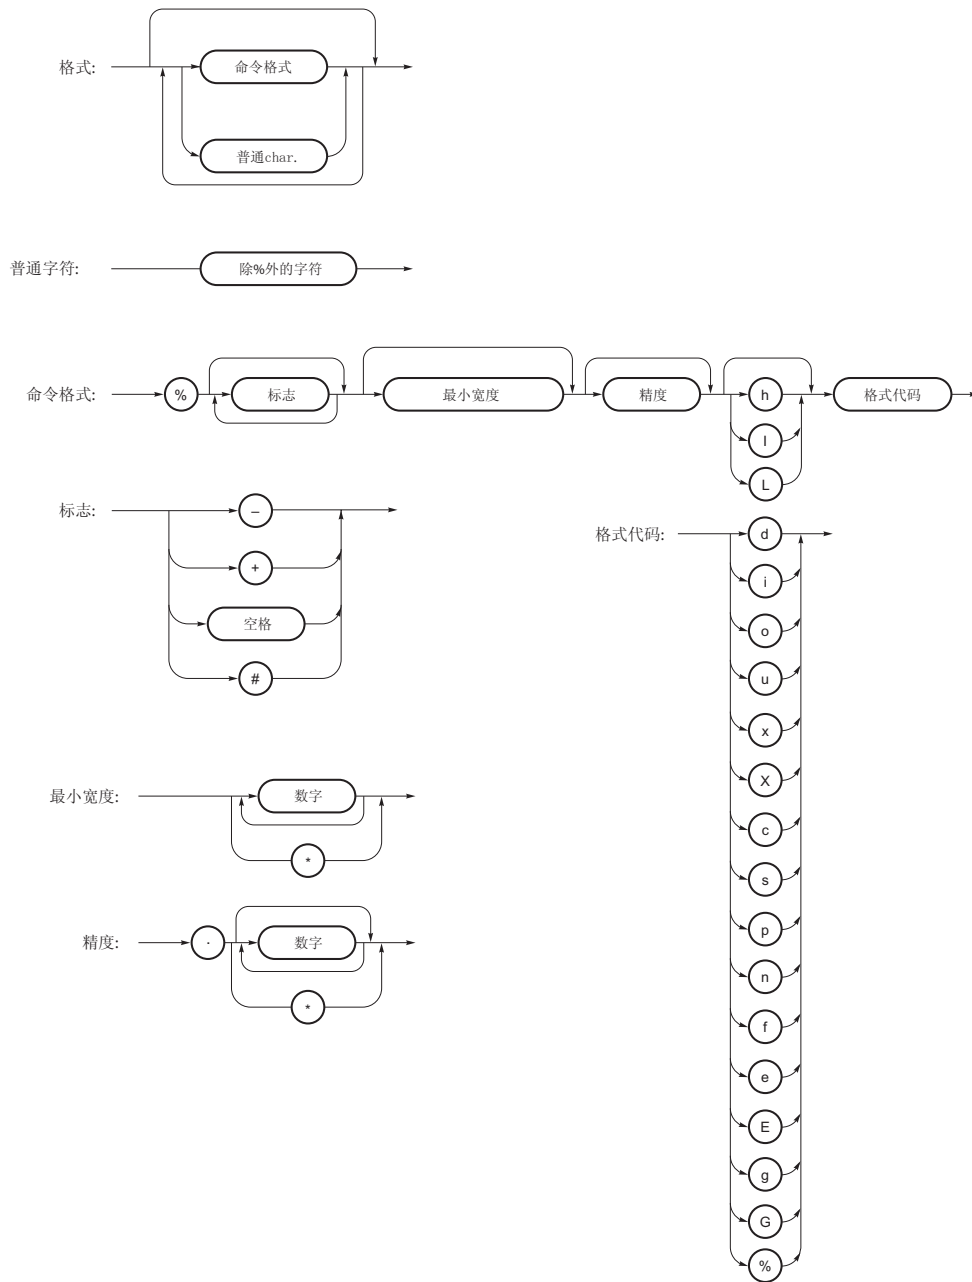 格式:
命令格式
普通char.
普通字符:
除%外的字符
命令格式: % 标志 最小宽度 精度 h 格式代码
l
L
标志: –
+
空格
#
格式代码: d
i
o
u
x
X
c
s
p
n
f
e
E
g
G
%
最小宽度: 数字
*
精度: . 数字
*